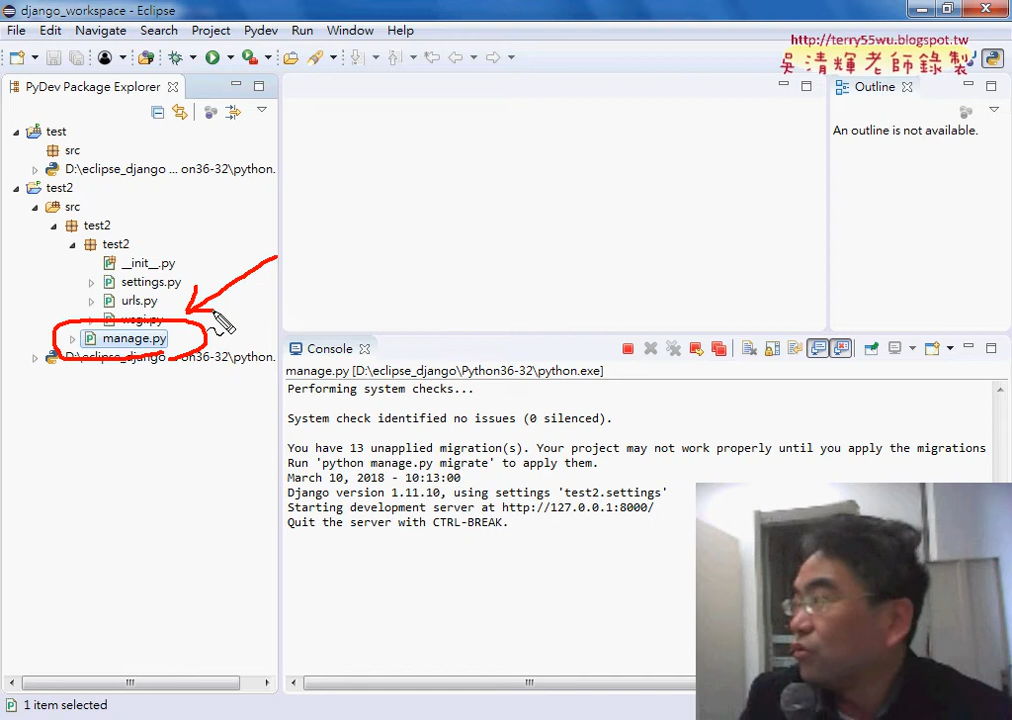 django_workspace - Eclipse
File Edit Navigate Search Project Pydev Run Window Help
http://terry55wu.blogspot.tw
吳清輝老師錄製
PyDev Package Explorer
test
src
D:\eclipse_django ... on36-32\python.
test2
src
test2
test2
__init__.py
settings.py
urls.py
wsgi.py
manage.py
D:\eclipse_django ... on36-32\python.
Outline
An outline is not available.
Console
manage.py [D:\eclipse_django\Python36-32\python.exe]
Performing system checks...
System check identified no issues (0 silenced).
You have 13 unapplied migration(s). Your project may not work properly until you apply the migrations
Run 'python manage.py migrate' to apply them.
March 10, 2018 - 10:13:00
Django version 1.11.10, using settings 'test2.settings'
Starting development server at http://127.0.0.1:8000/
Quit the server with CTRL-BREAK.
1 item selected